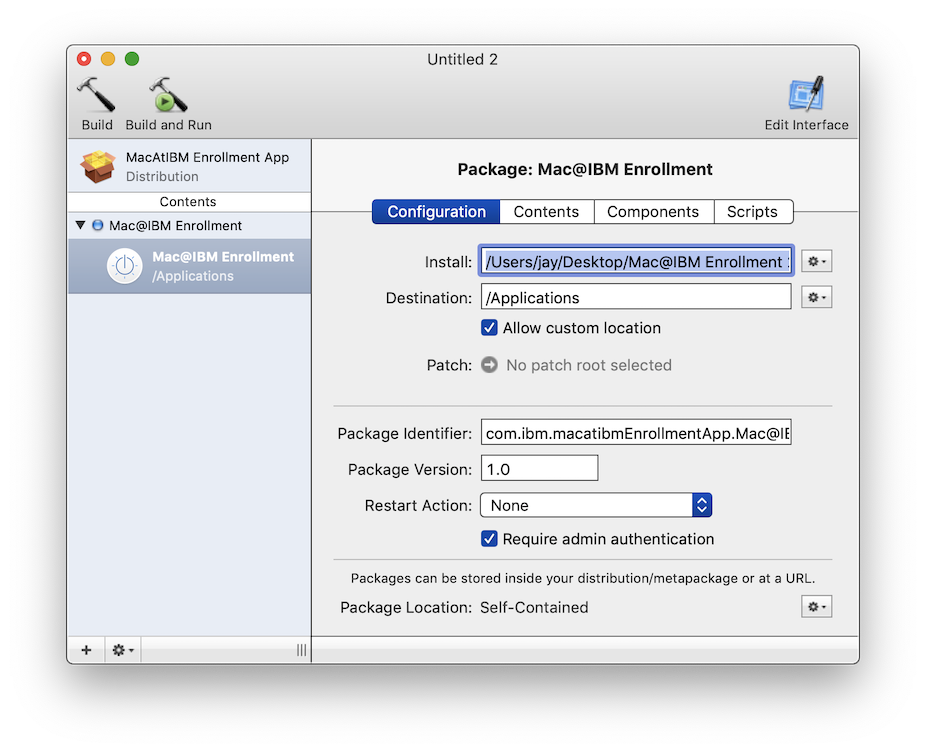 Untitled 2
Build
Build and Run
Edit Interface
MacAtIBM Enrollment App
Distribution
Contents
Mac@IBM Enrollment
Mac@IBM Enrollment
/Applications
Package: Mac@IBM Enrollment
Configuration
Contents
Components
Scripts
Install: /Users/jay/Desktop/Mac@IBM Enrollment
Destination: /Applications
Allow custom location
Patch: No patch root selected
Package Identifier: com.ibm.macatibmEnrollmentApp.Mac@IB
Package Version: 1.0
Restart Action: None
Require admin authentication
Packages can be stored inside your distribution/metapackage or at a URL.
Package Location: Self-Contained